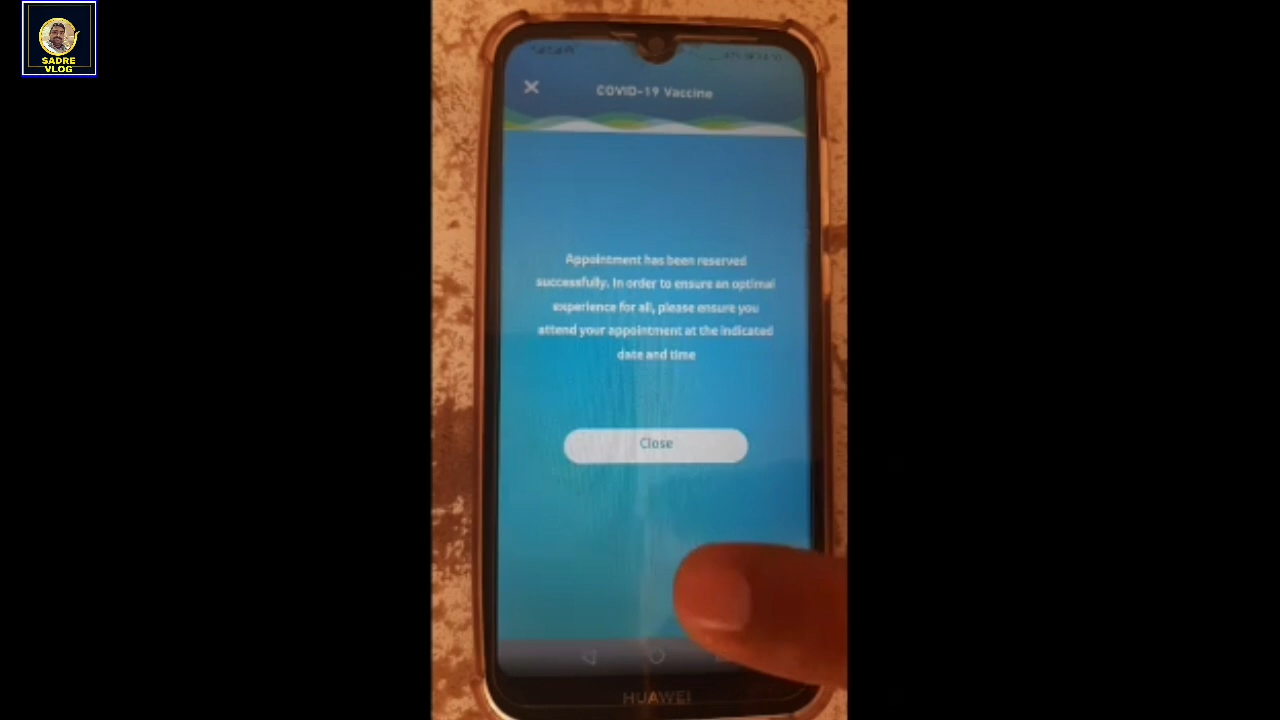 SADRE
VLOG
COVID-19 Vaccine
Appointment has been reserved
successfully. In order to ensure an optimal
experience for all, please ensure you
attend your appointment at the indicated
date and time
Close
HUAWEI